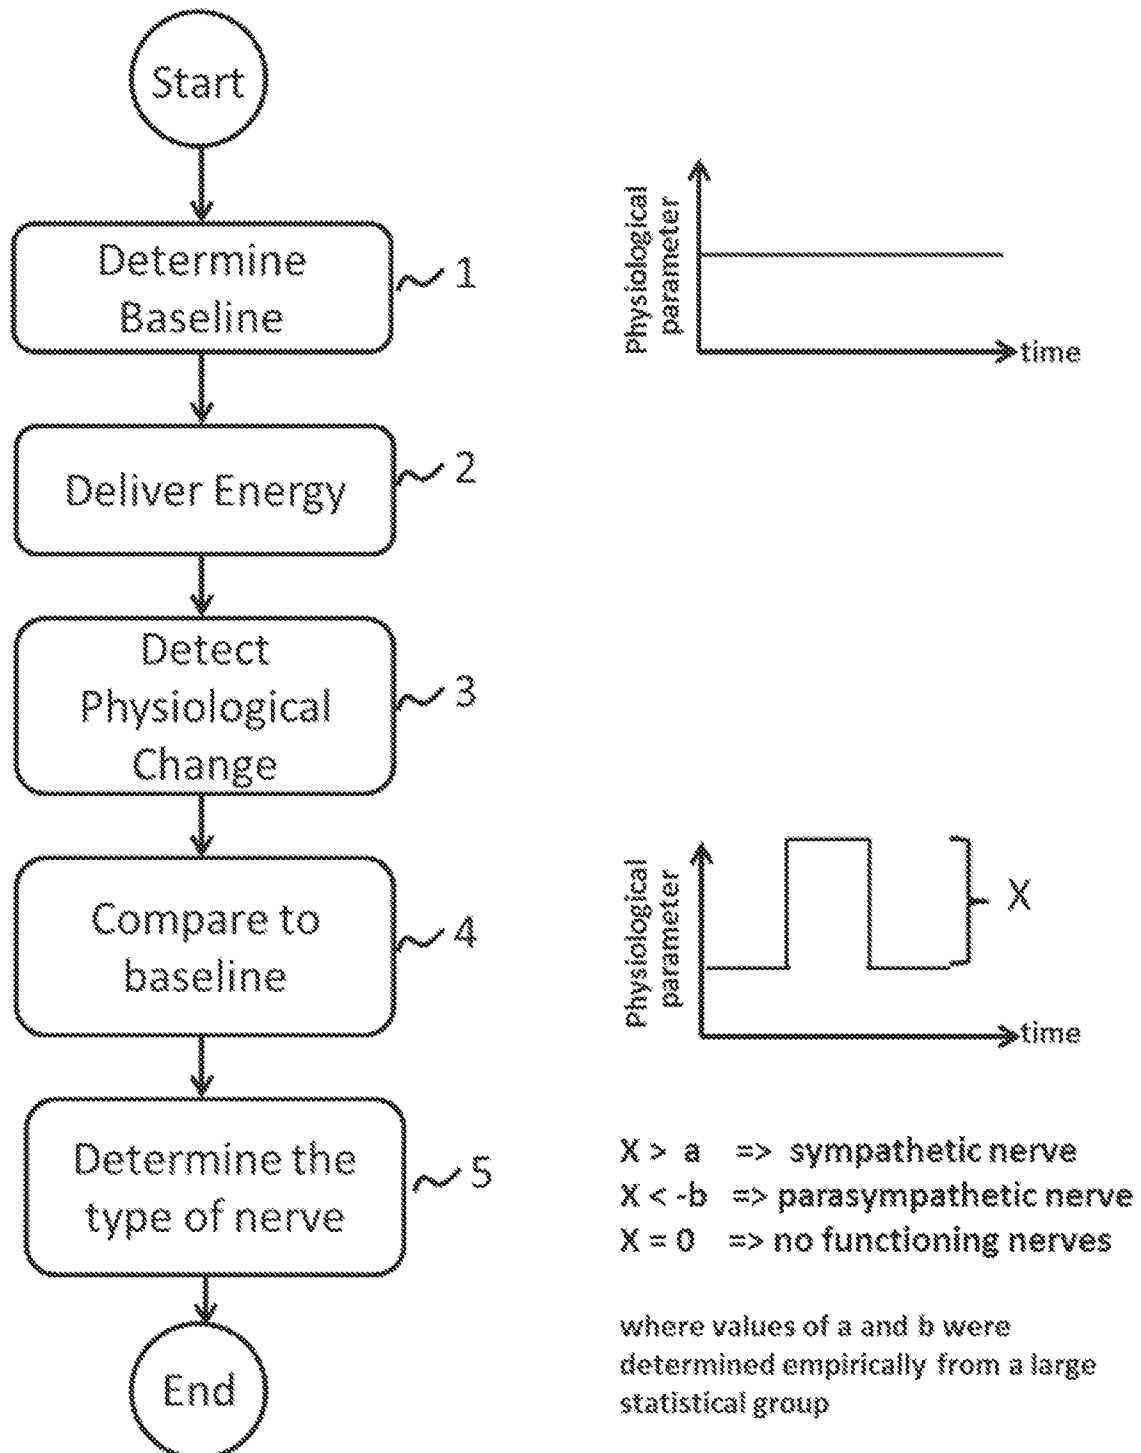 Start
Determine
Baseline
1
Physiological
parameter
time
Deliver Energy
2
Detect
Physiological
Change
3
Compare to
baseline
4
Physiological
parameter
X
time
Determine the
type of nerve
5
X > a => sympathetic nerve
X < -b => parasympathetic nerve
X = 0 => no functioning nerves
where values of a and b were
determined empirically from a large
statistical group
End